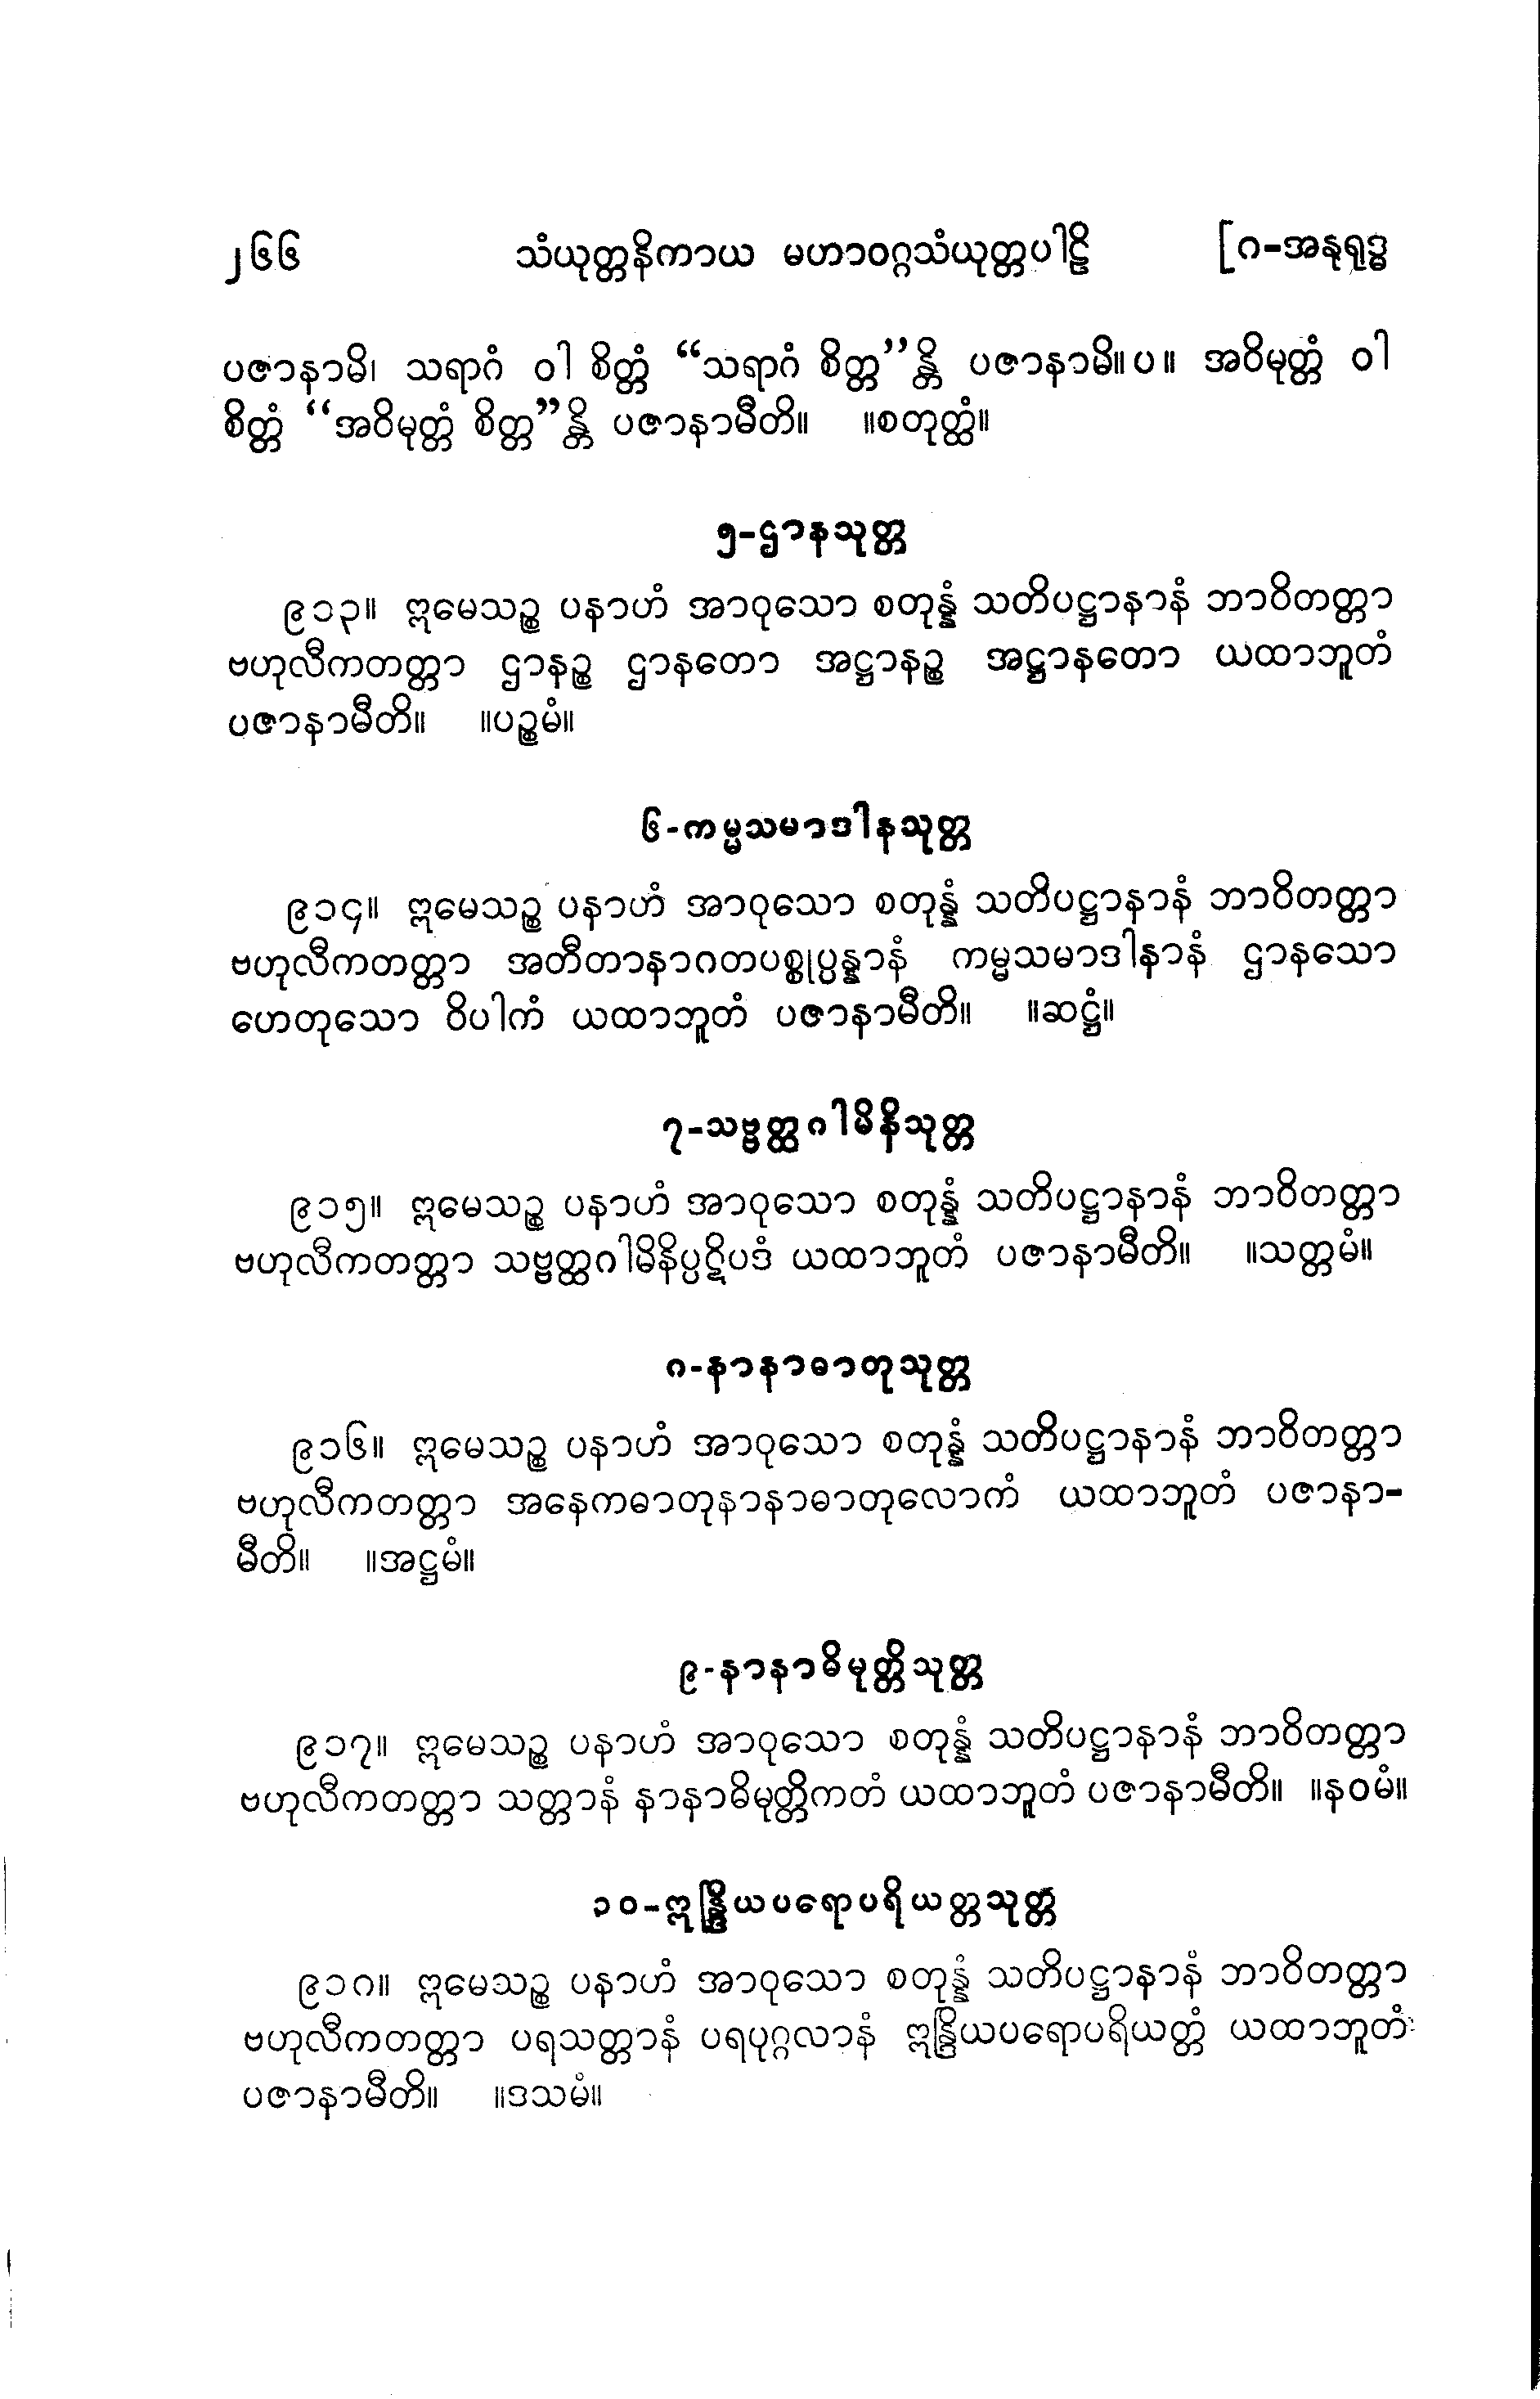 ၂၆၆ သံယုတ္တနိကာယ မဟာဝဂ္ဂသံယုတ္တပါဠိ [ဂ-အနုရုဒ္ဓ
ပဇာနာမိ၊ သရာဂံ ဝါ စိတ္တံ “သရာဂံ စိတ္တ”န္တိ ပဇာနာမိ။ပ။ အဝိမုတ္တံ ဝါ
စိတ္တံ “အဝိမုတ္တံ စိတ္တ”န္တိ ပဇာနာမီတိ။ ။စတုတ္ထံ။
၅-ဌာနသုတ္တ
၉၁၃။ ဣမေသဉ္စ ပနာဟံ အာဝုသော စတုန္နံ သတိပဋ္ဌာနာနံ ဘာဝိတတ္တာ
ဗဟုလီကတတ္တာ ဌာနဉ္စ ဌာနတော အဋ္ဌာနဉ္စ အဋ္ဌာနတော ယထာဘူတံ
ပဇာနာမီတိ။ ။ပဉ္စမံ။
၆-ကမ္မသမာဒါနသုတ္တ
၉၁၄။ ဣမေသဉ္စ ပနာဟံ အာဝုသော စတုန္နံ သတိပဋ္ဌာနာနံ ဘာဝိတတ္တာ
ဗဟုလီကတတ္တာ အတီတာနာဂတပစ္စုပ္ပန္နာနံ ကမ္မသမာဒါနာနံ ဌာနသော
ဟေတုသော ဝိပါကံ ယထာဘူတံ ပဇာနာမီတိ။ ။ဆဋ္ဌံ။
၇-သဗ္ဗတ္ထဂါမိနိသုတ္တ
၉၁၅။ ဣမေသဉ္စ ပနာဟံ အာဝုသော စတုန္နံ သတိပဋ္ဌာနာနံ ဘာဝိတတ္တာ
ဗဟုလီကတတ္တာ သဗ္ဗတ္ထဂါမိနိပ္ပဋိပဒံ ယထာဘူတံ ပဇာနာမီတိ။ ။သတ္တမံ။
၈-နာနာဓာတုသုတ္တ
၉၁၆။ ဣမေသဉ္စ ပနာဟံ အာဝုသော စတုန္နံ သတိပဋ္ဌာနာနံ ဘာဝိတတ္တာ
ဗဟုလီကတတ္တာ အနေကဓာတုနာနာဓာတုလောကံ ယထာဘူတံ ပဇာနာ-
မီတိ။ ။အဋ္ဌမံ။
၉-နာနာဓိမုတ္တိသုတ္တ
၉၁၇။ ဣမေသဉ္စ ပနာဟံ အာဝုသော စတုန္နံ သတိပဋ္ဌာနာနံ ဘာဝိတတ္တာ
ဗဟုလီကတတ္တာ သတ္တာနံ နာနာဓိမုတ္တိကတံ ယထာဘူတံ ပဇာနာမီတိ။ ။နဝမံ။
၁၀-ဣန္ဒြိယပရောပရိယတ္တသုတ္တ
၉၁၈။ ဣမေသဉ္စ ပနာဟံ အာဝုသော စတုန္နံ သတိပဋ္ဌာနာနံ ဘာဝိတတ္တာ
ဗဟုလီကတတ္တာ ပရသတ္တာနံ ပရပုဂ္ဂလာနံ ဣန္ဒြိယပရောပရိယတ္တံ ယထာဘူတံ
ပဇာနာမီတိ။ ။ဒသမံ။